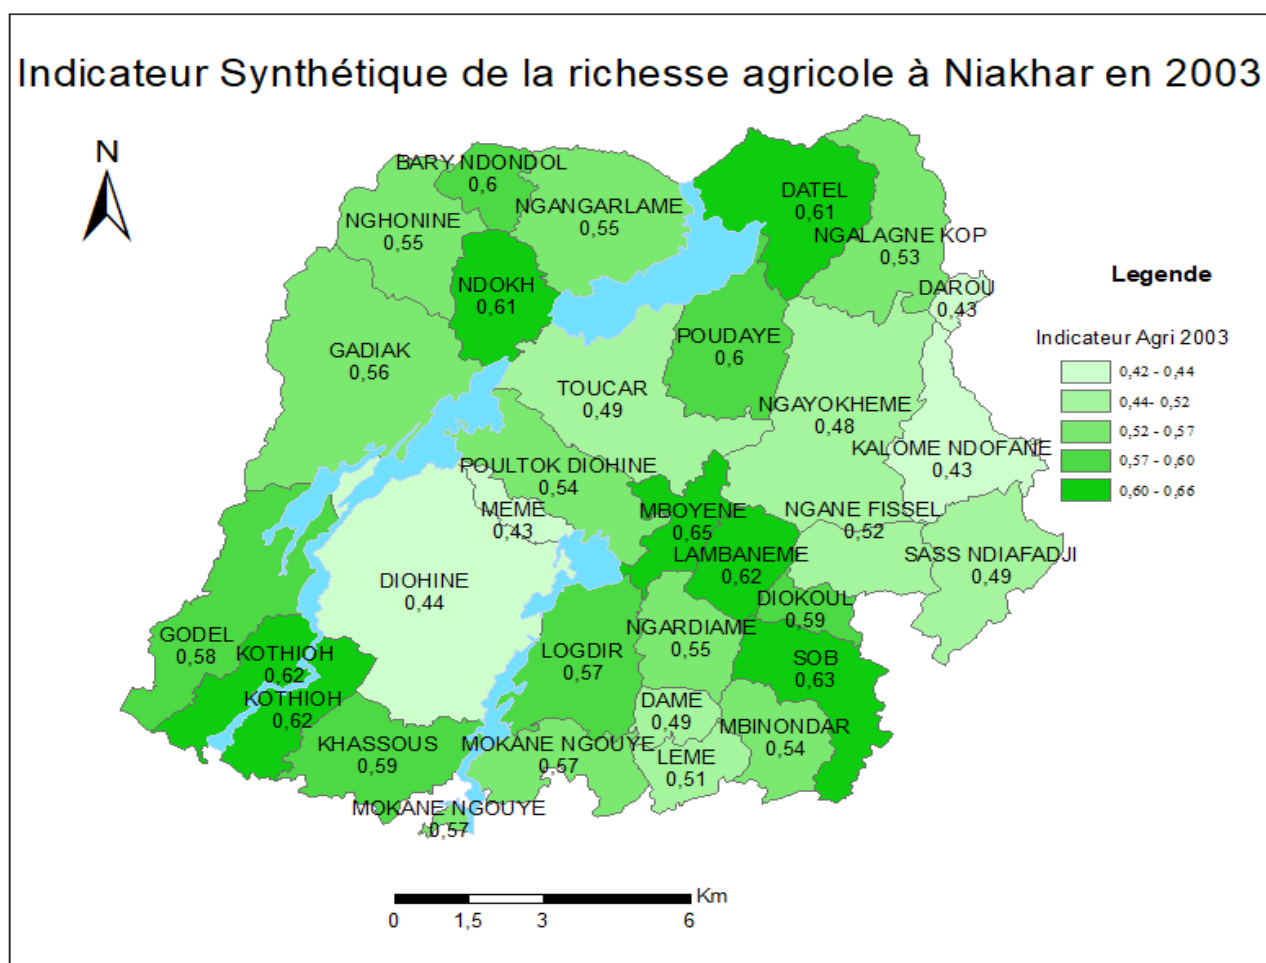 Indicateur Synthétique de la richesse agricole à Niakhar en 2003
N
BARY NDONDOL
0,6
DATEL
0,61
NGHONINE
0,55
NGANGARLAME
0,55
NGALAGNE KOP
0,53
NDOKH
0,61
DAROU
0,43
POUDAYE
0,6
GADIAK
0,56
TOUCAR
0,49
NGAYOKHEME
0,48
KALOME NDOFANE
0,43
POULTOK DIOHINE
0,54
MEME
0,43
MBOYENE
0,65
NGANE FISSEL
0,52
LAMBANEME
0,62
SASS NDIAFADJI
0,49
DIOHINE
0,44
DIOKOUL
0,59
GODEL
0,58
KOTHIOH
0,62
NGARDIAME
0,55
LOGDIR
0,57
SOB
0,63
KOTHIOH
0,62
DAME
0,49
MBINONDAR
0,54
KHASSOUS
0,59
MOKANE NGOUYE
0,57
LEME
0,51
MOKANE NGOUYE
0,57
Legende
Indicateur Agri 2003
0,42 - 0,44
0,44- 0,52
0,52 - 0,57
0,57 - 0,60
0,60 - 0,66
Km
0 1,5 3 6